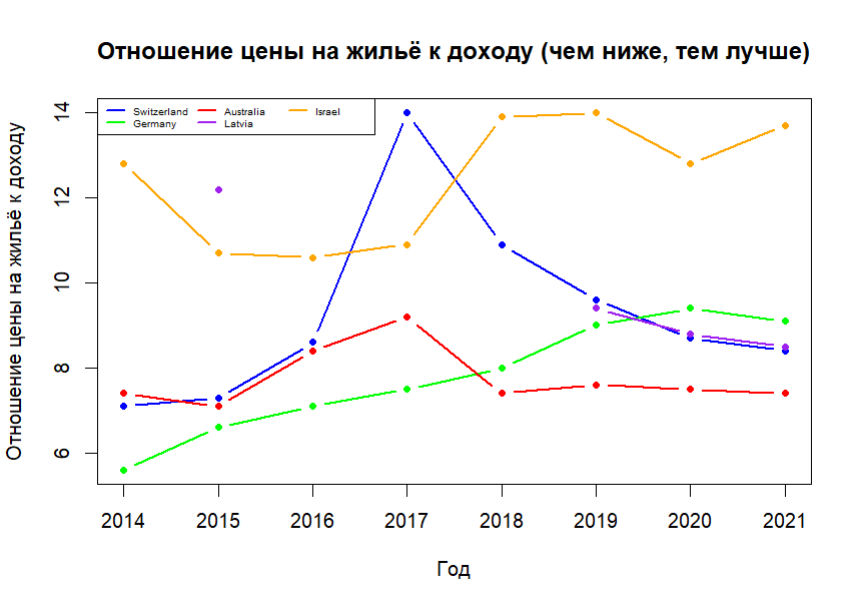 Отношение цены на жильё к доходу (чем ниже, тем лучше)
Switzerland Australia Israel
Germany Latvia
Отношение цены на жильё к доходу
14
12
10
8
6
2014 2015 2016 2017 2018 2019 2020 2021
Год